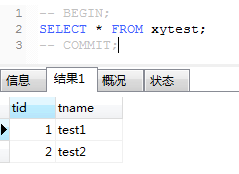 1 -- BEGIN;
2 SELECT * FROM xytest;
3 -- COMMIT;
信息 结果1 概况 状态
tid tname
1 test1
2 test2